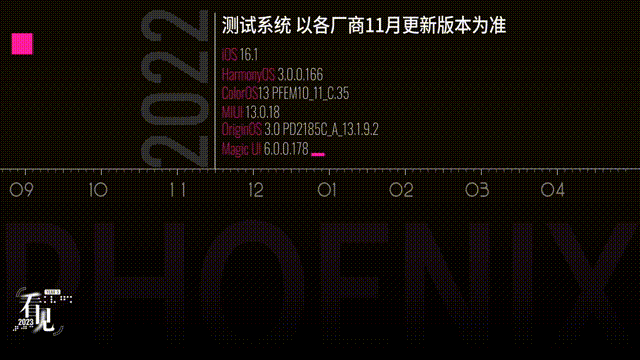 测试系统 以各厂商11月更新版本为准
2022
iOS 16.1
HarmonyOS 3.0.0.166
ColorOS13 PFEM10_11_C.35
MIUI 13.0.18
OriginOS 3.0 PD2185C_A_13.1.9.2
Magic UI 6.0.0.178
09 10 11 12 01 02 03 04
PHOENIX
看见
2023